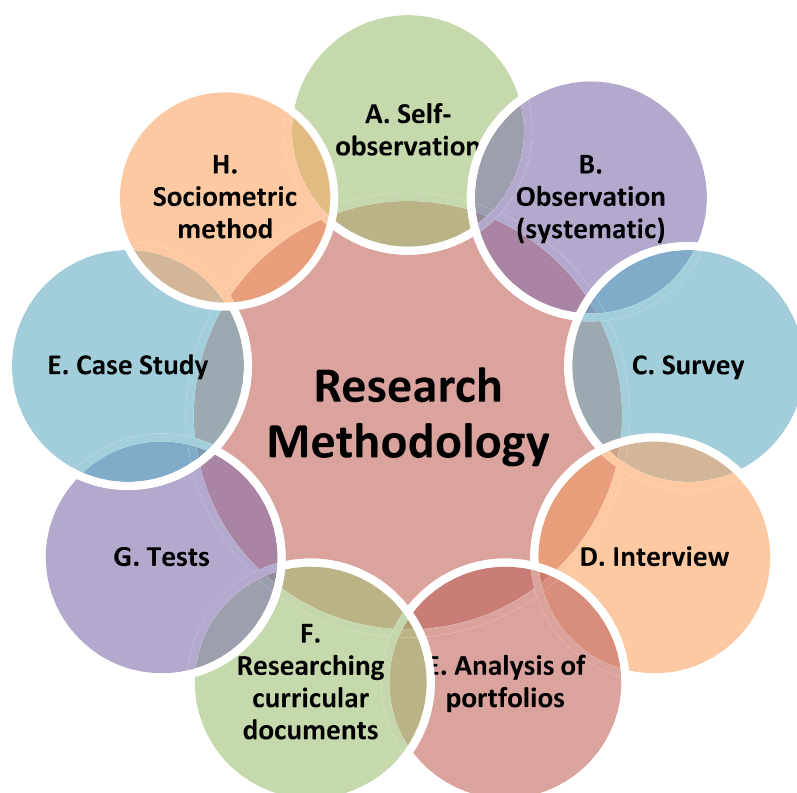 A. Self-
observation
B.
Observation
(systematic)
C. Survey
D. Interview
E. Analysis of
portfolios
F.
Researching
curricular
documents
G. Tests
E. Case Study
H.
Sociometric
method
Research
Methodology